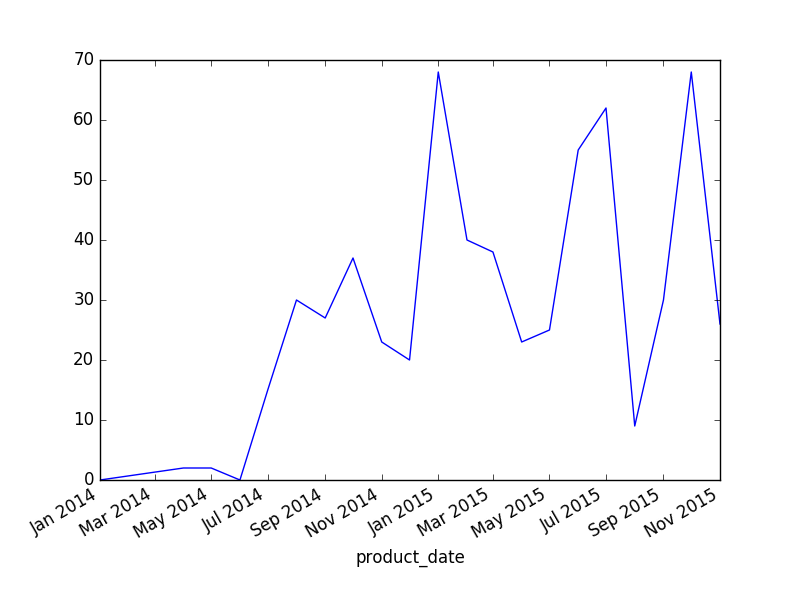 70
60
50
40
30
20
10
0
Jan 2014
Mar 2014
May 2014
Jul 2014
Sep 2014
Nov 2014
Jan 2015
Mar 2015
May 2015
Jul 2015
Sep 2015
Nov 2015
product_date